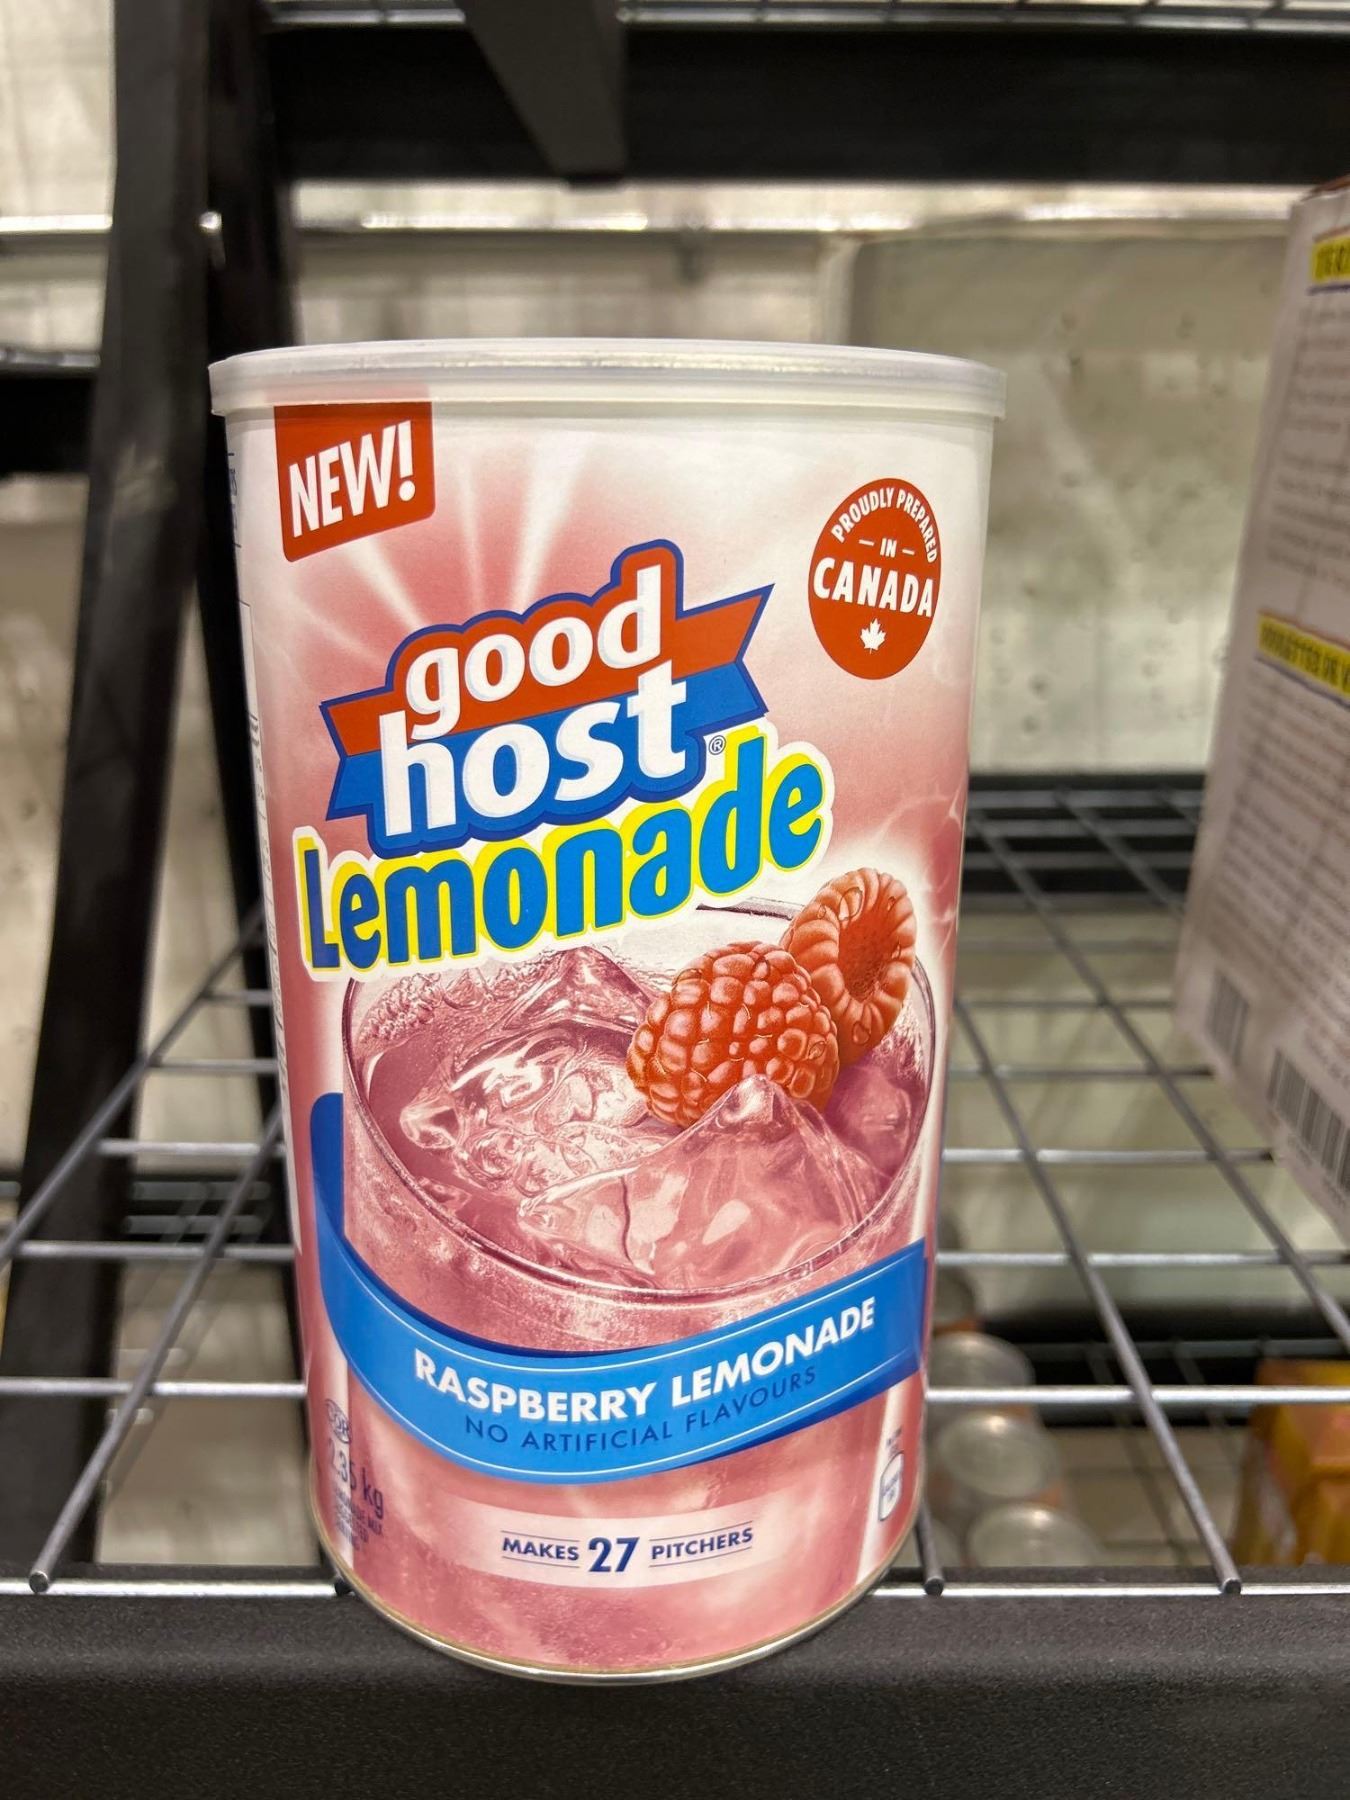 NEW!
PROUDLY PREPARED
IN
CANADA
good
host®
Lemonade
RASPBERRY LEMONADE
NO ARTIFICIAL FLAVOURS
COR
2.35 kg
MAKES 27 PITCHERS